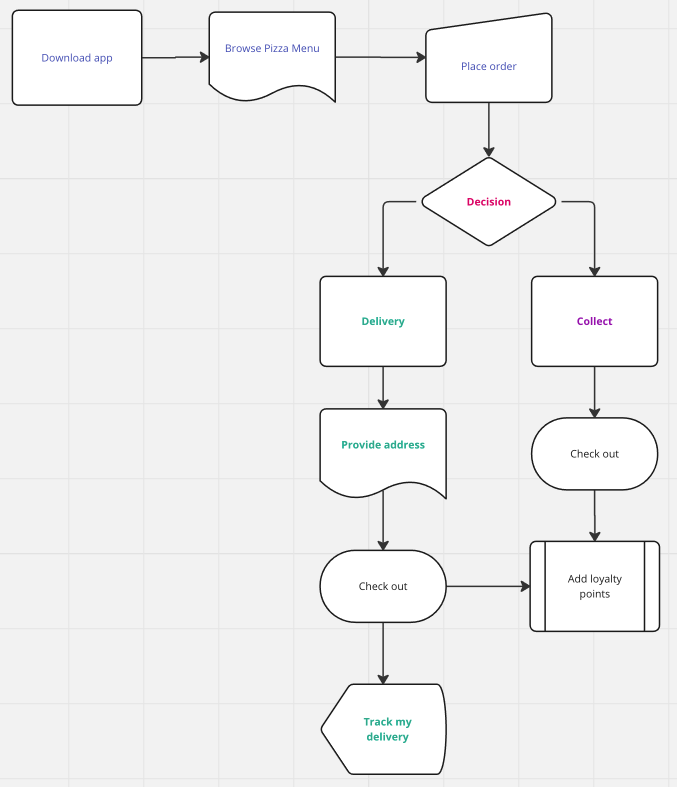 Download app
Browse Pizza Menu
Place order
Decision
Delivery
Collect
Provide address
Check out
Check out
Add loyalty
points
Track my
delivery